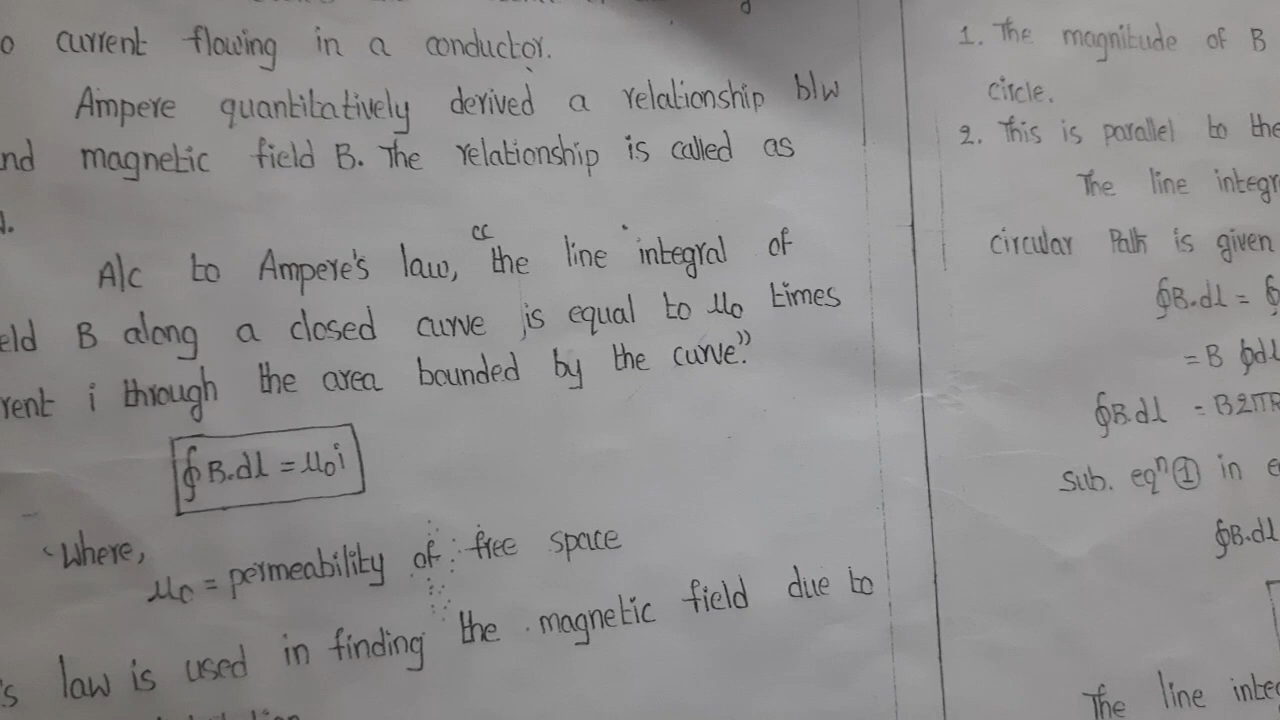 o current flowing in a conductor.
Ampere quantitatively derived a relationship b/w
nd magnetic field B. The relationship is called as
A/c to Ampere's law, "the line integral of
eld B along a closed curve is equal to μ₀ times
rent i through the area bounded by the curve."
∮B.dl = μ₀i
Where,
μ₀ = permeability of free space
's law is used in finding the magnetic field due to
1. The magnitude of B
circle.
2. This is parallel to the
The line integr
circular Path is given
∮B.dl = ∮
= B ∮dl
∮B.dl = B2πR
Sub. eqⁿ ① in e
∮B.dl
The line integ